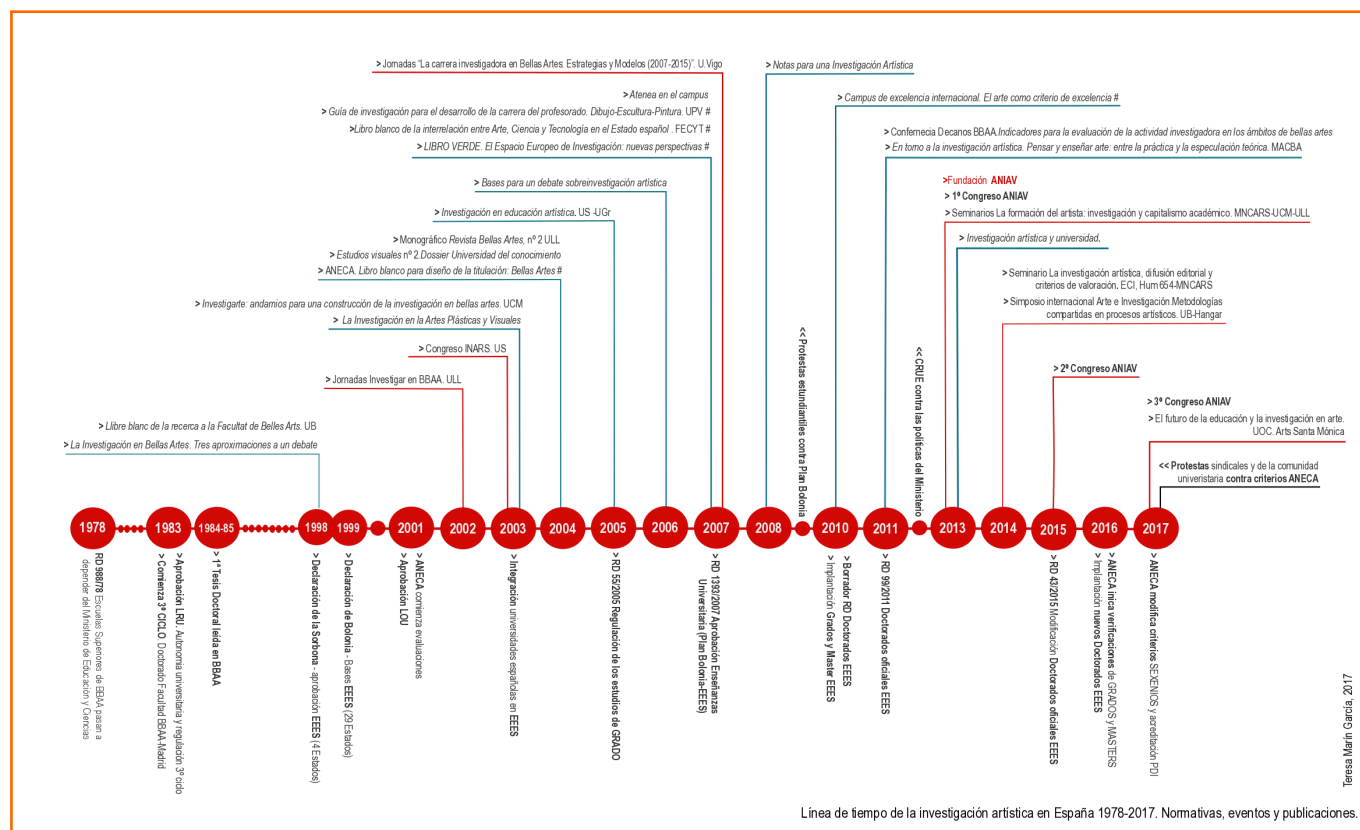 > Jornadas “La carrera investigadora en Bellas Artes: Estrategias y Modelos (2007-2015)”. U.Vigo
> Atenea en el campus
> Guía de investigación para el desarrollo de la carrera del profesorado. Dibujo-Escultura-Pintura. UPV #
>Libro blanco de la interrelación entre Arte, Ciencia y Tecnología en el Estado español . FECYT #
> LIBRO VERDE. El Espacio Europeo de Investigación: nuevas perspectivas #
> Bases para un debate sobreinvestigación artística
> Investigación en educación artística. US -UGr
> Monográfico Revista Bellas Artes, nº 2 ULL
> Estudios visuales nº 2.Dossier Universidad del conocimiento
> ANECA. Libro blanco para diseño de la titulación: Bellas Artes #
> Investigarte: andamios para una construcción de la investigación en bellas artes. UCM
> La Investigación en la Artes Plásticas y Visuales
> Congreso INARS. US
> Jornadas Investigar en BBAA. ULL
> Llibre blanc de la recerca a la Facultat de Belles Arts. UB
> La Investigación en Bellas Artes. Tres aproximaciones a un debate
> Notas para una Investigación Artística
> Campus de excelencia internacional. El arte como criterio de excelencia #
> Confernecia Decanos BBAA.Indicadores para la evaluación de la actividad investigadora en los ámbitos de bellas artes
> En torno a la investigación artística. Pensar y enseñar arte: entre la práctica y la especulación teórica. MACBA
>Fundación ANIAV
> 1º Congreso ANIAV
> Seminarios La formación del artista: investigación y capitalismo académico. MNCARS-UCM-ULL
> Investigación artística y universidad.
> Seminario La investigación artística, difusión editorial y
criterios de valoración. ECI, Hum 654-MNCARS
> Simposio internacional Arte e Investigación.Metodologías
compartidas en procesos artísticos. UB-Hangar
> 2º Congreso ANIAV
> 3º Congreso ANIAV
> El futuro de la educación y la investigación en arte.
UOC. Arts Santa Mónica
<< Protestas sindicales y de la comunidad
univeristaria contra criterios ANECA
<< Protestas estundiantiles contra Plan Bolonia
<< CRUE contra las políticas del Ministerio
1978
1983
1984-85
1998
1999
2001
2002
2003
2004
2005
2006
2007
2008
2010
2011
2013
2014
2015
2016
2017
RD 988/78 Escuelas Superiores de BBAA pasan a
depender del Ministerio de Educación y Ciencias
> Aprobación LRU. Autonomía universitaria y regulación 3º ciclo
> Comienza 3º CICLO Doctorado Facultad BBAA-Madrid
> 1ª Tesis Doctoral leída en BBAA
> Declaración de la Sorbona - aprobación EEES (4 Estados)
> Declaración de Bolonia - Bases EEES (29 Estados)
> ANECA comienza evaluaciones
> Aprobación LOU
> Integración universidades españolas en EEES
> RD 55/2005 Regulación de los estudios de GRADO
> RD 1393/2007 Aprobación Enseñanzas
Universitaria (Plan Bolonia-EEES)
> Borrador RD Doctorados EEES
> Implantación Grados y Master EEES
> RD 99/2011 Doctorados oficiales EEES
> RD 43/2015 Modificación Doctorados oficiales EEES
> ANECA inica verificaciones de GRADOS y MASTERS
> Implantación nuevos Doctorados EEES
> ANECA modifica criterios SEXENIOS y acreditación PDI
Teresa Marín García, 2017
Línea de tiempo de la investigación artística en España 1978-2017. Normativas, eventos y publicaciones.